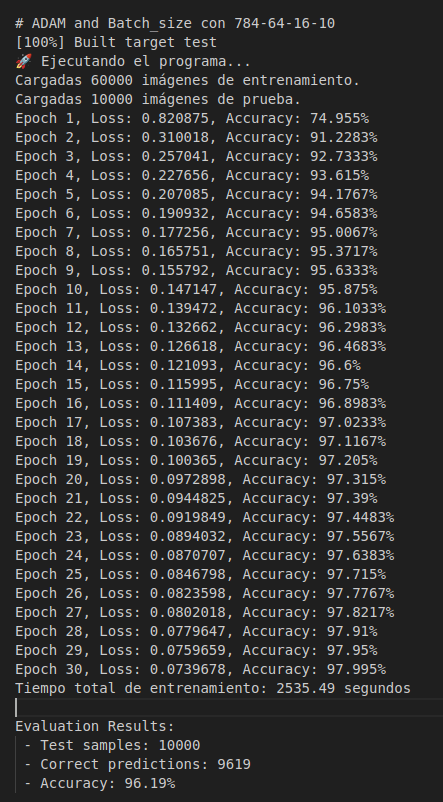 # ADAM and Batch_size con 784-64-16-10
[100%] Built target test
🚀 Ejecutando el programa...
Cargadas 60000 imágenes de entrenamiento.
Cargadas 10000 imágenes de prueba.
Epoch 1, Loss: 0.820875, Accuracy: 74.955%
Epoch 2, Loss: 0.310018, Accuracy: 91.2283%
Epoch 3, Loss: 0.257041, Accuracy: 92.7333%
Epoch 4, Loss: 0.227656, Accuracy: 93.615%
Epoch 5, Loss: 0.207085, Accuracy: 94.1767%
Epoch 6, Loss: 0.190932, Accuracy: 94.6583%
Epoch 7, Loss: 0.177256, Accuracy: 95.0067%
Epoch 8, Loss: 0.165751, Accuracy: 95.3717%
Epoch 9, Loss: 0.155792, Accuracy: 95.6333%
Epoch 10, Loss: 0.147147, Accuracy: 95.875%
Epoch 11, Loss: 0.139472, Accuracy: 96.1033%
Epoch 12, Loss: 0.132662, Accuracy: 96.2983%
Epoch 13, Loss: 0.126618, Accuracy: 96.4683%
Epoch 14, Loss: 0.121093, Accuracy: 96.6%
Epoch 15, Loss: 0.115995, Accuracy: 96.75%
Epoch 16, Loss: 0.111409, Accuracy: 96.8983%
Epoch 17, Loss: 0.107383, Accuracy: 97.0233%
Epoch 18, Loss: 0.103676, Accuracy: 97.1167%
Epoch 19, Loss: 0.100365, Accuracy: 97.205%
Epoch 20, Loss: 0.0972898, Accuracy: 97.315%
Epoch 21, Loss: 0.0944825, Accuracy: 97.39%
Epoch 22, Loss: 0.0919849, Accuracy: 97.4483%
Epoch 23, Loss: 0.0894032, Accuracy: 97.5567%
Epoch 24, Loss: 0.0870707, Accuracy: 97.6383%
Epoch 25, Loss: 0.0846798, Accuracy: 97.715%
Epoch 26, Loss: 0.0823598, Accuracy: 97.7767%
Epoch 27, Loss: 0.0802018, Accuracy: 97.8217%
Epoch 28, Loss: 0.0779647, Accuracy: 97.91%
Epoch 29, Loss: 0.0759659, Accuracy: 97.95%
Epoch 30, Loss: 0.0739678, Accuracy: 97.995%
Tiempo total de entrenamiento: 2535.49 segundos
Evaluation Results:
- Test samples: 10000
- Correct predictions: 9619
- Accuracy: 96.19%